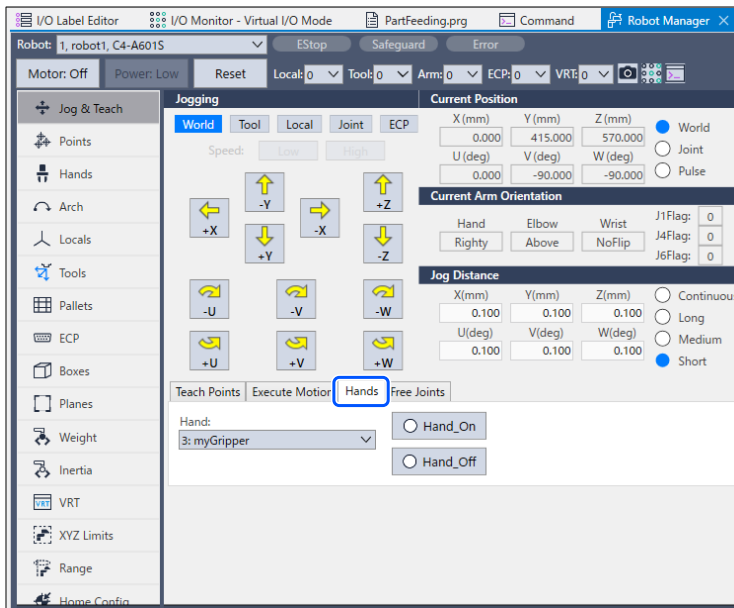 I/O Label Editor I/O Monitor - Virtual I/O Mode PartFeeding.prg Command Robot Manager
Robot: 1, robot1, C4-A601S EStop Safeguard Error
Motor: Off Power: Low Reset Local: 0 Tool: 0 Arm: 0 ECP: 0 VRT: 0
Jog & Teach
Points
Hands
Arch
Locals
Tools
Pallets
ECP
Boxes
Planes
Weight
Inertia
VRT
XYZ Limits
Range
Home Config
Jogging
World Tool Local Joint ECP
Speed: Low High
-Y +Z
+X -X
+Y -Z
-U -V -W
+U +V +W
Current Position
X (mm) Y (mm) Z (mm)
0.000 415.000 570.000
U (deg) V (deg) W (deg)
0.000 -90.000 -90.000
World
Joint
Pulse
Current Arm Orientation
Hand Elbow Wrist
Righty Above NoFlip
J1Flag: 0
J4Flag: 0
J6Flag: 0
Jog Distance
X(mm) Y(mm) Z(mm)
0.100 0.100 0.100
U(deg) V(deg) W(deg)
0.100 0.100 0.100
Continuou
Long
Medium
Short
Teach Points Execute Motion Hands Free Joints
Hand:
3: myGripper
Hand_On
Hand_Off